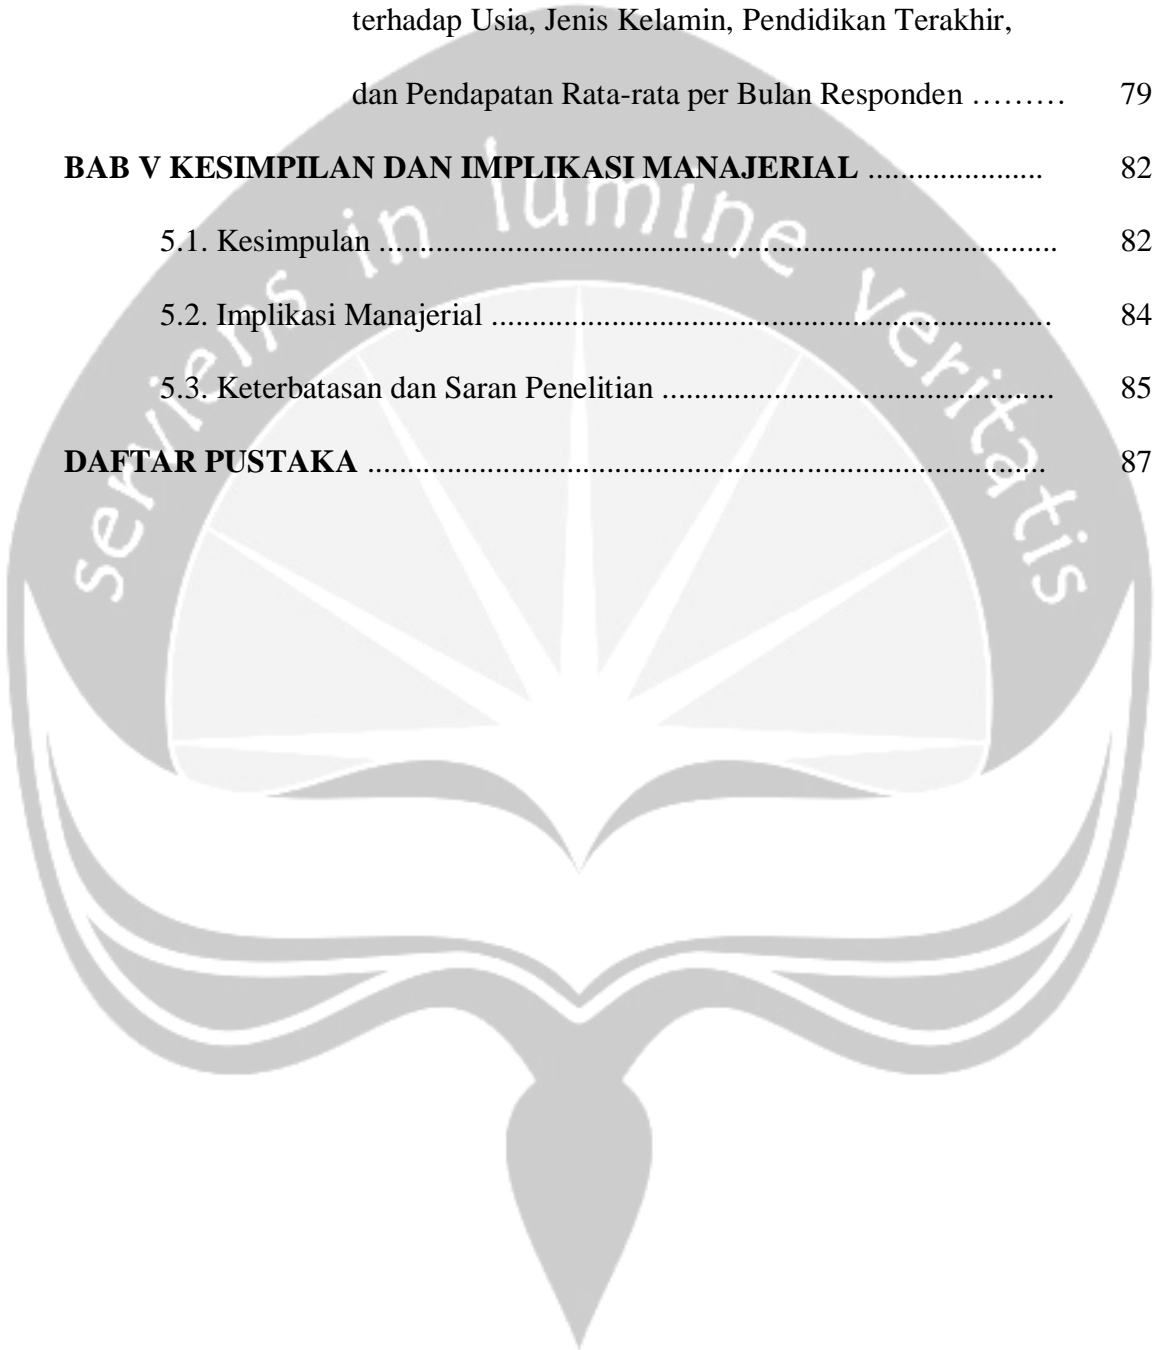 terhadap Usia, Jenis Kelamin, Pendidikan Terakhir,
dan Pendapatan Rata-rata per Bulan Responden ......... 79
BAB V KESIMPILAN DAN IMPLIKASI MANAJERIAL ..................... 82
5.1. Kesimpulan .................................................................................. 82
5.2. Implikasi Manajerial .................................................................... 84
5.3. Keterbatasan dan Saran Penelitian ............................................... 85
DAFTAR PUSTAKA .................................................................................. 87
serviens in lumine veritatis